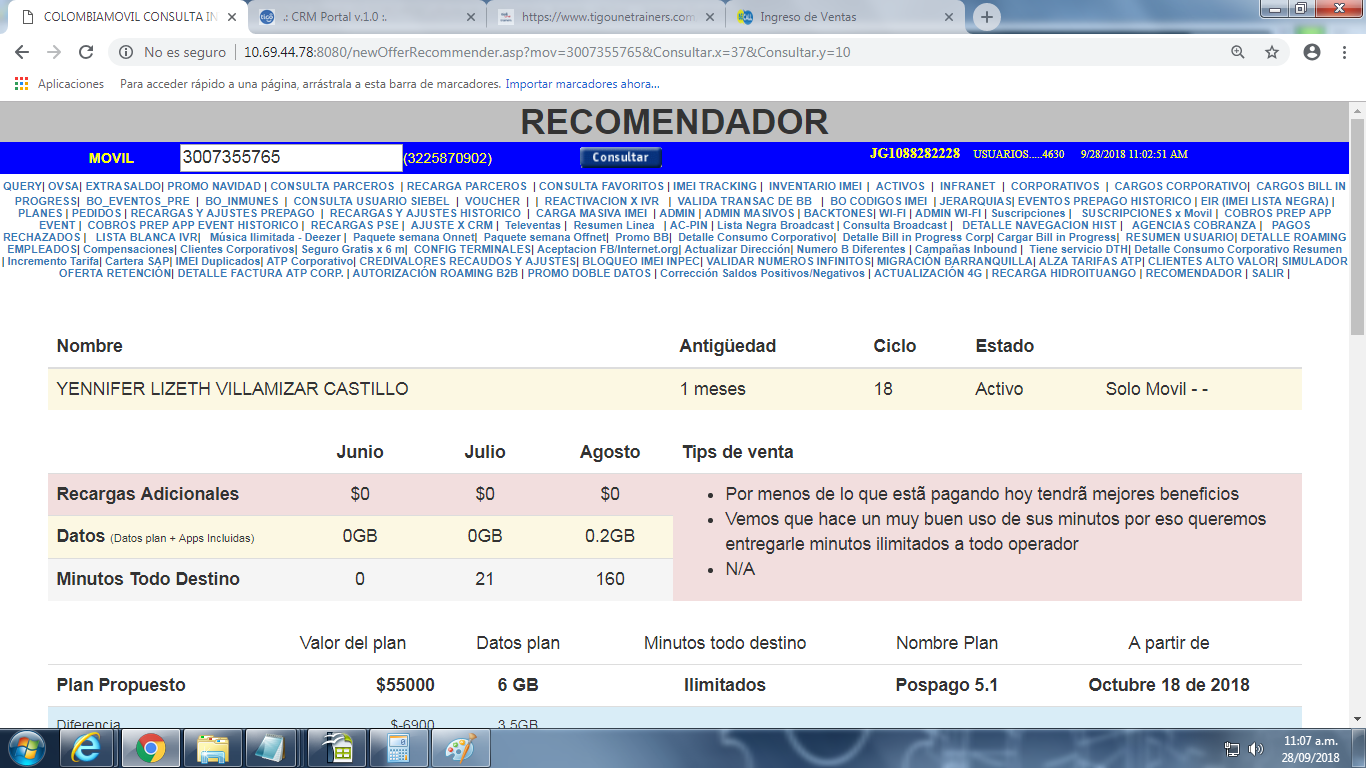 COLOMBIAMOVIL CONSULTA IN
.: CRM Portal v.1.0 :.
https://www.tigounetrainers.com
Ingreso de Ventas
No es seguro | 10.69.44.78:8080/newOfferRecommender.asp?mov=3007355765&Consultar.x=37&Consultar.y=10
Aplicaciones Para acceder rápido a una página, arrástrala a esta barra de marcadores. Importar marcadores ahora...
RECOMENDADOR
MOVIL 3007355765 (3225870902) Consultar JG1088282228 USUARIOS.....4630 9/28/2018 11:02:51 AM
QUERY| OVSA| EXTRASALDO| PROMO NAVIDAD | CONSULTA PARCEROS | RECARGA PARCEROS | CONSULTA FAVORITOS | IMEI TRACKING | INVENTARIO IMEI | ACTIVOS | INFRANET | CORPORATIVOS | CARGOS CORPORATIVO| CARGOS BILL IN
PROGRESS| BO_EVENTOS_PRE | BO_INMUNES | CONSULTA USUARIO SIEBEL | VOUCHER | | REACTIVACION X IVR | VALIDA TRANSAC DE BB | BO CODIGOS IMEI | JERARQUIAS| EVENTOS PREPAGO HISTORICO | EIR (IMEI LISTA NEGRA) |
PLANES | PEDIDOS | RECARGAS Y AJUSTES PREPAGO | RECARGAS Y AJUSTES HISTORICO | CARGA MASIVA IMEI | ADMIN | ADMIN MASIVOS | BACKTONES| WI-FI | ADMIN WI-FI | Suscripciones | SUSCRIPCIONES x Movil | COBROS PREP APP
EVENT | COBROS PREP APP EVENT HISTORICO | RECARGAS PSE | AJUSTE X CRM | Televentas | Resumen Linea | AC-PIN | Lista Negra Broadcast | Consulta Broadcast | DETALLE NAVEGACION HIST | AGENCIAS COBRANZA | PAGOS
RECHAZADOS | LISTA BLANCA IVR| Música Ilimitada - Deezer | Paquete semana Onnet| Paquete semana Offnet| Promo BB| Detalle Consumo Corporativo| Detalle Bill in Progress Corp| Cargar Bill in Progress| RESUMEN USUARIO| DETALLE ROAMING
EMPLEADOS| Compensaciones| Clientes Corporativos| Seguro Gratis x 6 m| CONFIG TERMINALES| Aceptacion FB/Internet.org| Actualizar Dirección| Numero B Diferentes | Campañas Inbound | Tiene servicio DTH| Detalle Consumo Corporativo Resumen
| Incremento Tarifa| Cartera SAP| IMEI Duplicados| ATP Corporativo| CREDIVALORES RECAUDOS Y AJUSTES| BLOQUEO IMEI INPEC| VALIDAR NUMEROS INFINITOS| MIGRACIÓN BARRANQUILLA| ALZA TARIFAS ATP| CLIENTES ALTO VALOR| SIMULADOR
OFERTA RETENCIÓN| DETALLE FACTURA ATP CORP. | AUTORIZACIÓN ROAMING B2B | PROMO DOBLE DATOS | Corrección Saldos Positivos/Negativos | ACTUALIZACIÓN 4G | RECARGA HIDROITUANGO | RECOMENDADOR | SALIR |
Nombre Antigüedad Ciclo Estado
YENNIFER LIZETH VILLAMIZAR CASTILLO 1 meses 18 Activo Solo Movil - -
Junio Julio Agosto Tips de venta
Recargas Adicionales $0 $0 $0
Datos (Datos plan + Apps Incluidas) 0GB 0GB 0.2GB
Minutos Todo Destino 0 21 160
• Por menos de lo que estã pagando hoy tendrã mejores beneficios
• Vemos que hace un muy buen uso de sus minutos por eso queremos
entregarle minutos ilimitados a todo operador
• N/A
Valor del plan Datos plan Minutos todo destino Nombre Plan A partir de
Plan Propuesto $55000 6 GB Ilimitados Pospago 5.1 Octubre 18 de 2018
Diferencia $-6900 3.5GB
11:07 a.m.
28/09/2018